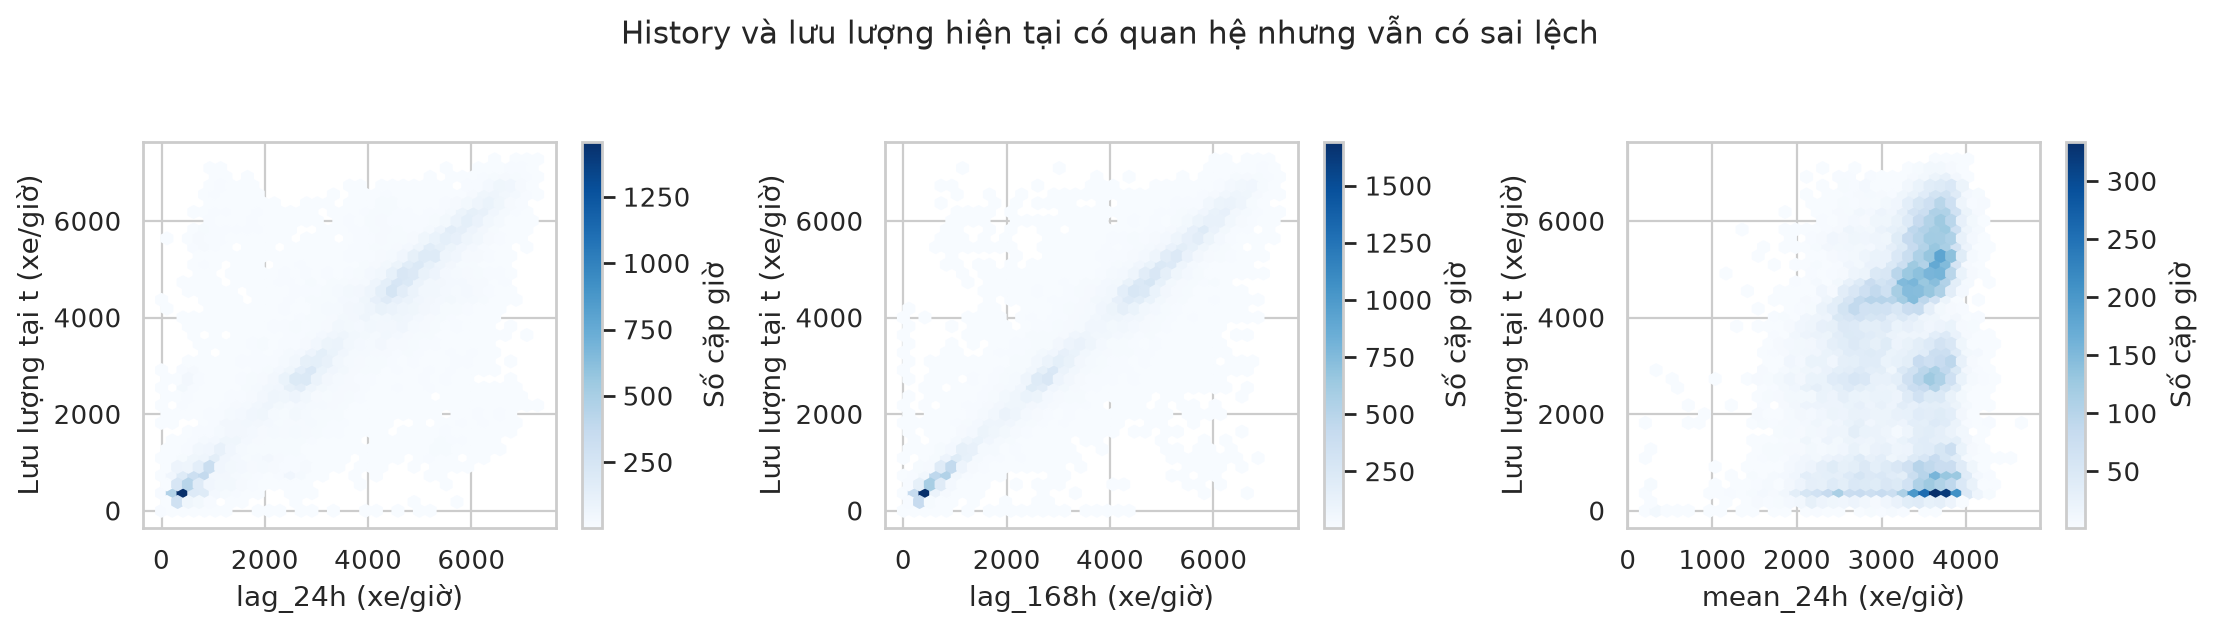 History và lưu lượng hiện tại có quan hệ nhưng vẫn có sai lệch
Lưu lượng tại t (xe/giờ)
6000
4000
2000
0
0 2000 4000 6000
lag_24h (xe/giờ)
1250
1000
750
500
250
Số cặp giờ
Lưu lượng tại t (xe/giờ)
6000
4000
2000
0
0 2000 4000 6000
lag_168h (xe/giờ)
1500
1250
1000
750
500
250
Số cặp giờ
Lưu lượng tại t (xe/giờ)
6000
4000
2000
0
0 1000 2000 3000 4000
mean_24h (xe/giờ)
300
250
200
150
100
50
Số cặp giờ